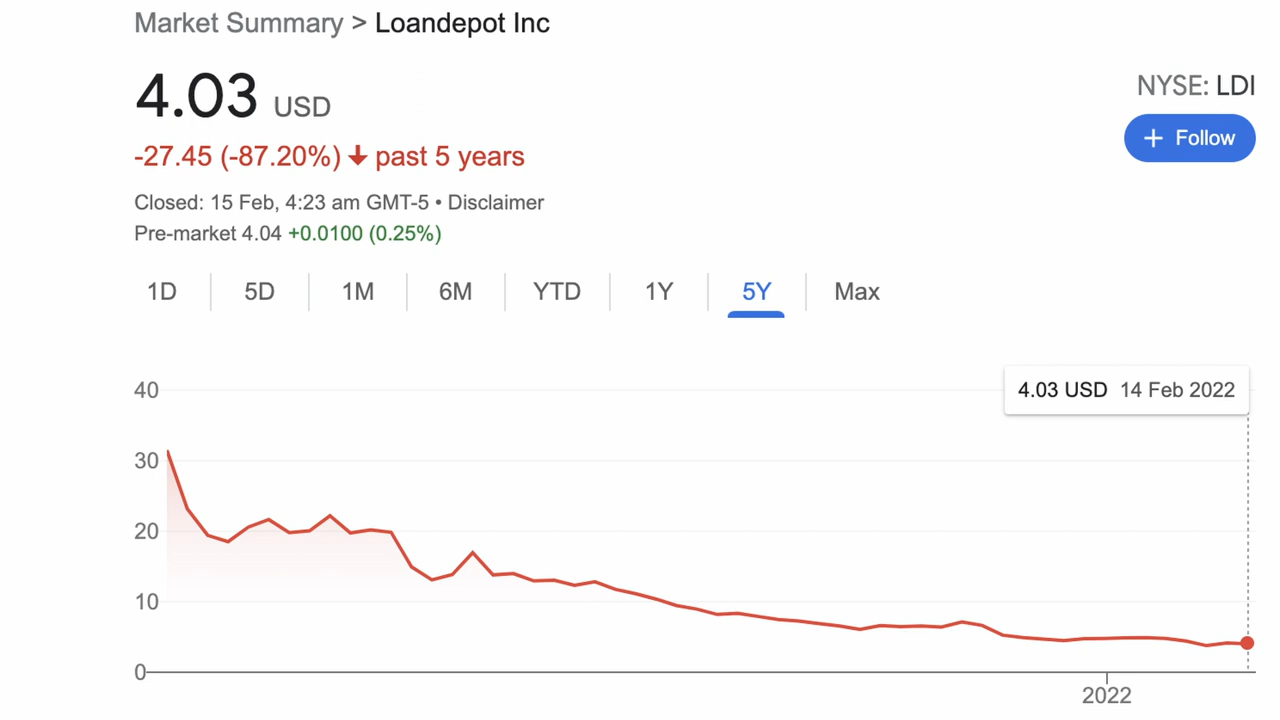 Market Summary > Loandepot Inc
4.03 USD
NYSE: LDI
-27.45 (-87.20%) ↓ past 5 years
+ Follow
Closed: 15 Feb, 4:23 am GMT-5 • Disclaimer
Pre-market 4.04 +0.0100 (0.25%)
1D 5D 1M 6M YTD 1Y 5Y Max
4.03 USD 14 Feb 2022
40
30
20
10
0
2022